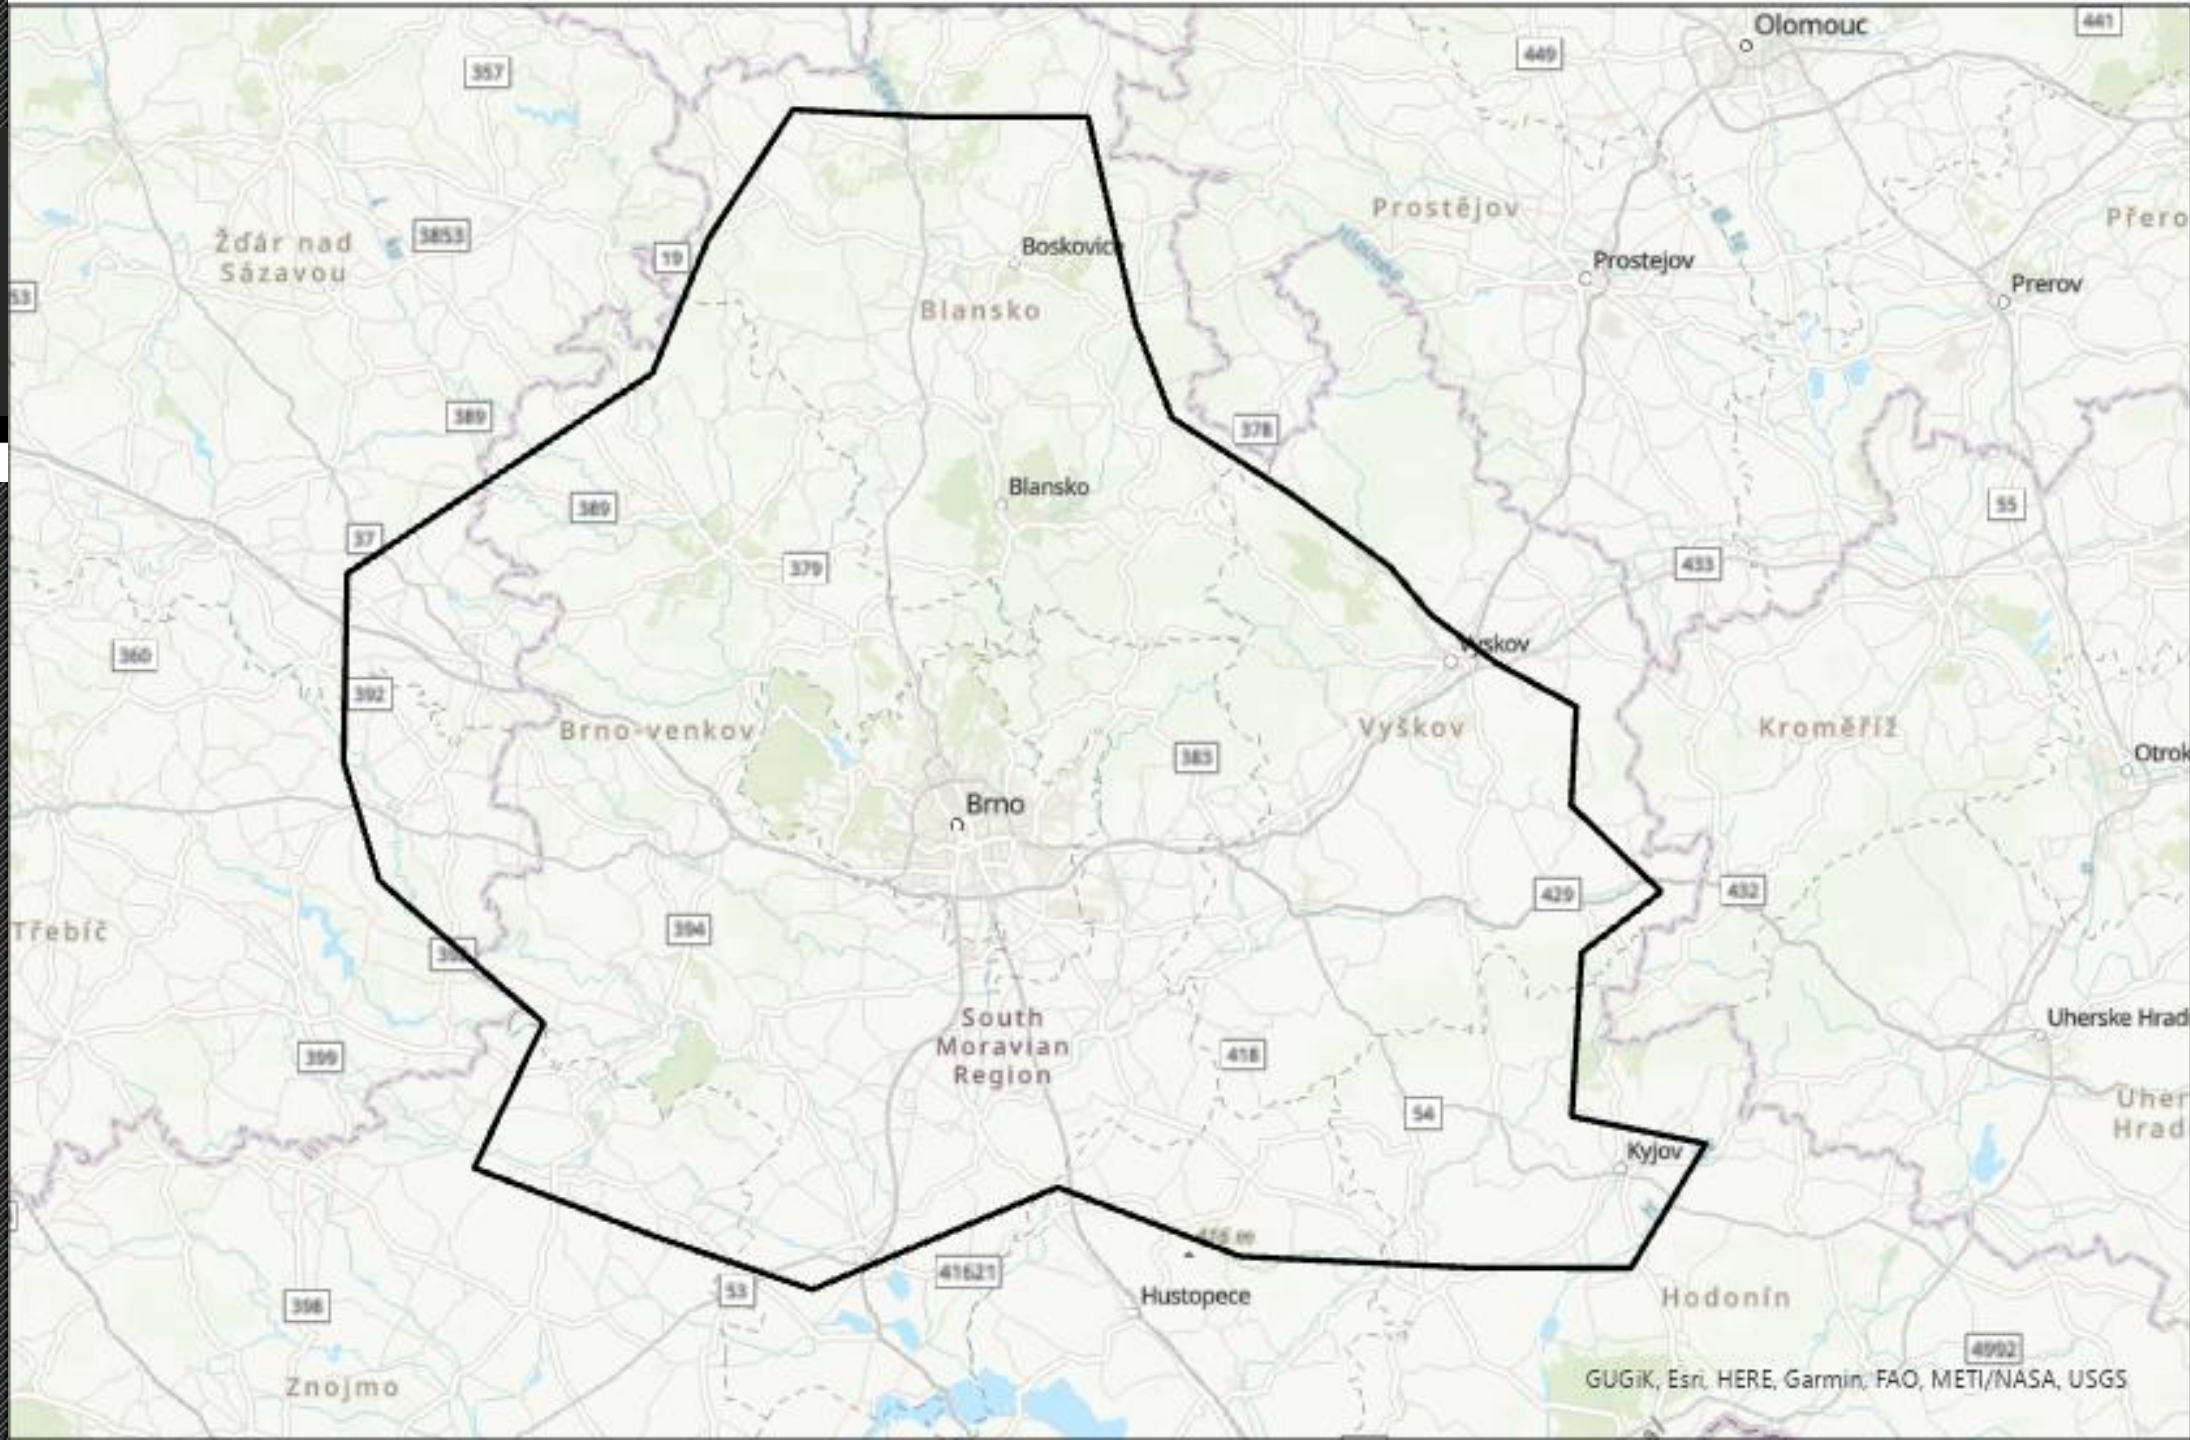 Olomouc
441
449
357
Prostějov
Přero
Žďár nad
Sázavou
3853
19
Boskovice
Prostejov
Prerov
53
Blansko
389
378
Blansko
389
55
37
379
433
360
Vyskov
392
Brno-venkov
Vyškov
Kroměříž
383
Otrok
Brno
429
432
Třebíč
394
South
Moravian
Region
Uherske Hrad
399
418
54
Uher
Hrad
Kyjov
416 m
41621
53
Hustopece
Hodonín
398
4992
Znojmo
GUGiK, Esri, HERE, Garmin, FAO, METI/NASA, USGS